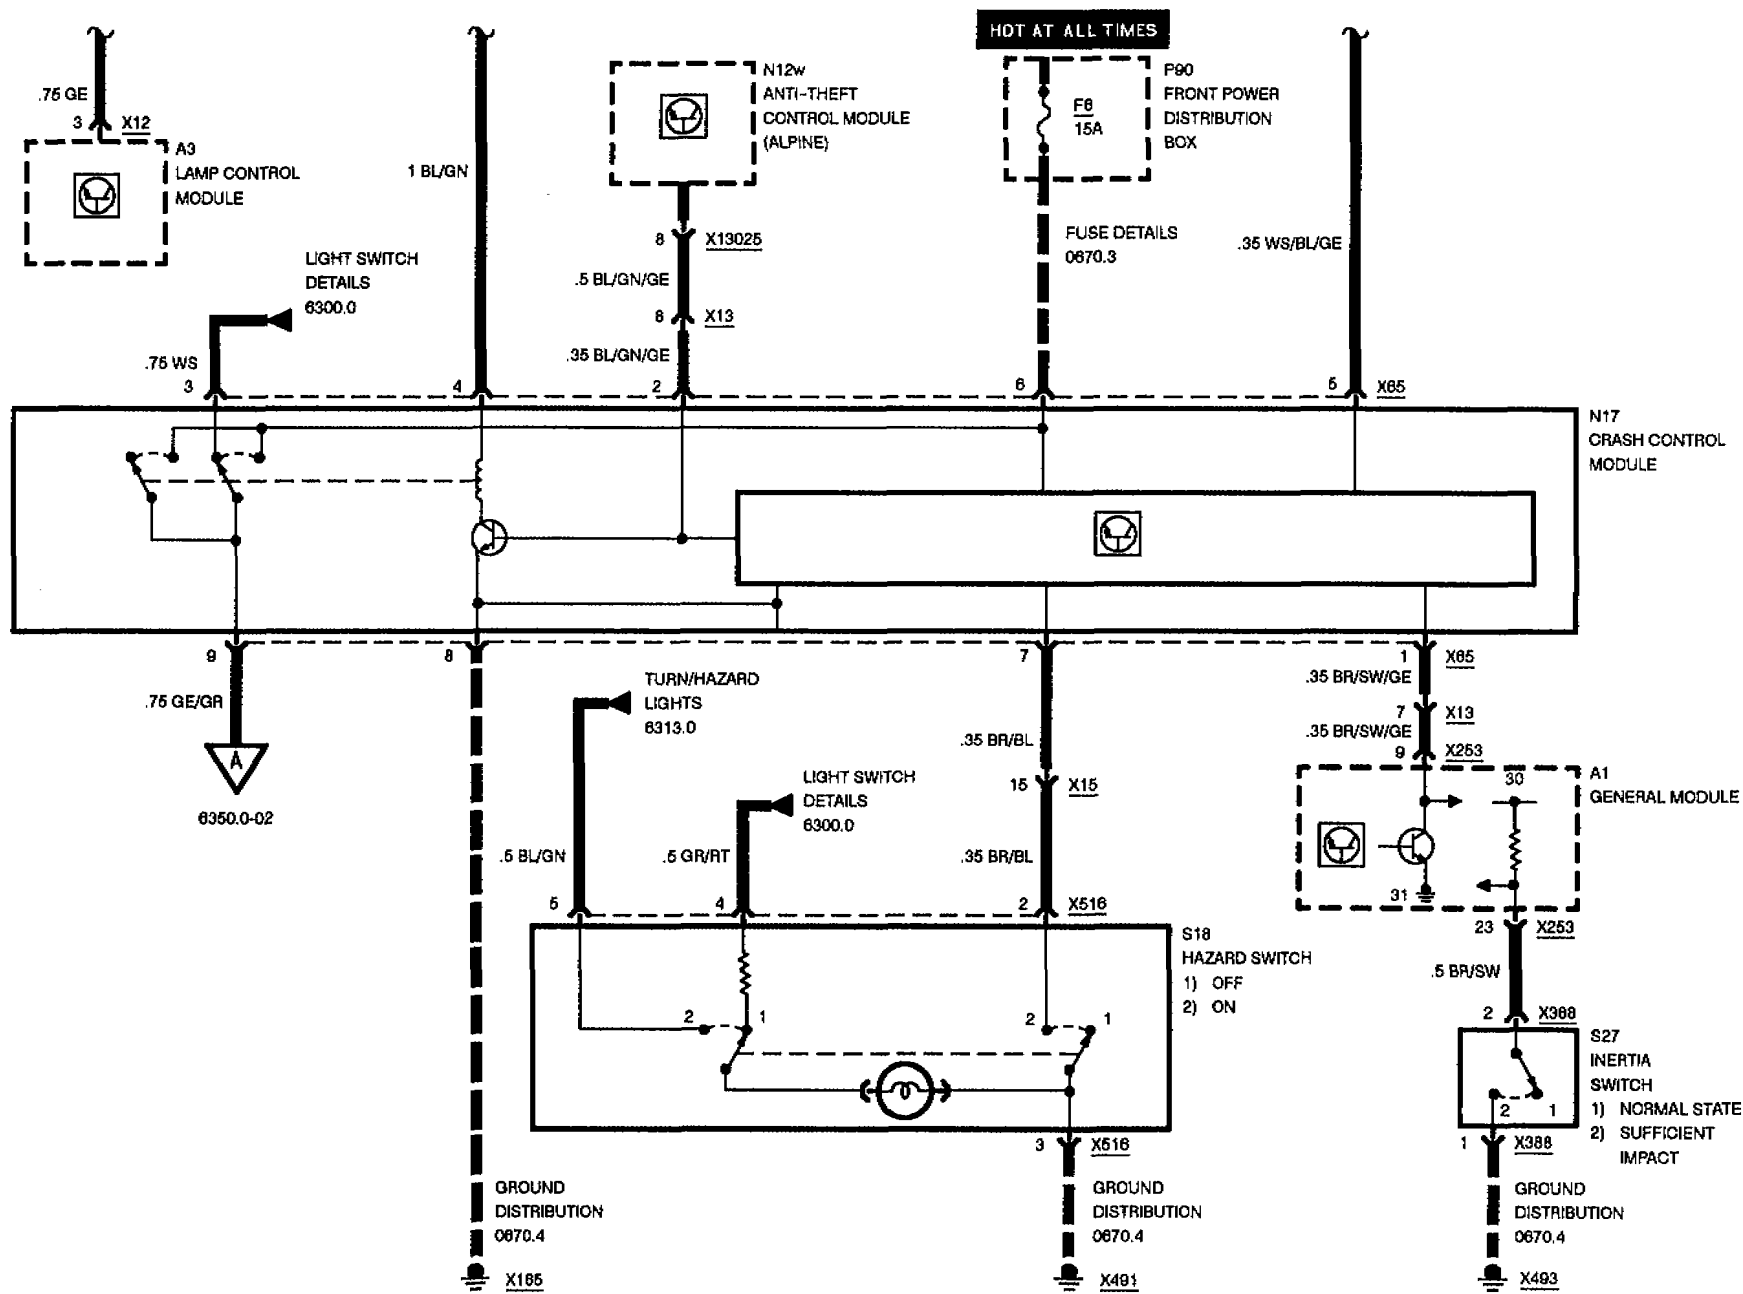 HOT AT ALL TIMES
.75 GE
3
X12
A3
LAMP CONTROL
MODULE
1 BL/GN
N12w
ANTI-THEFT
CONTROL MODULE
(ALPINE)
F6
15A
P90
FRONT POWER
DISTRIBUTION
BOX
LIGHT SWITCH
DETAILS
6300.0
8
X13025
.5 BL/GN/GE
8
X13
.35 BL/GN/GE
FUSE DETAILS
0670.3
.35 WS/BL/GE
.75 WS
3
4
2
6
5
X65
N17
CRASH CONTROL
MODULE
9
8
7
1
X65
.75 GE/GR
A
6350.0-02
TURN/HAZARD
LIGHTS
6313.0
.35 BR/SW/GE
7
X13
.35 BR/SW/GE
9
X253
.35 BR/BL
15
X15
.35 BR/BL
LIGHT SWITCH
DETAILS
6300.0
.5 BL/GN
.5 GR/RT
30
A1
GENERAL MODULE
31
5
4
2
X516
23
X253
S18
HAZARD SWITCH
1) OFF
2) ON
2
1
2
1
.5 BR/SW
2
X388
S27
INERTIA
SWITCH
1) NORMAL STATE
2) SUFFICIENT
IMPACT
2
1
3
X516
1
X388
GROUND
DISTRIBUTION
0670.4
GROUND
DISTRIBUTION
0670.4
GROUND
DISTRIBUTION
0670.4
X165
X491
X493